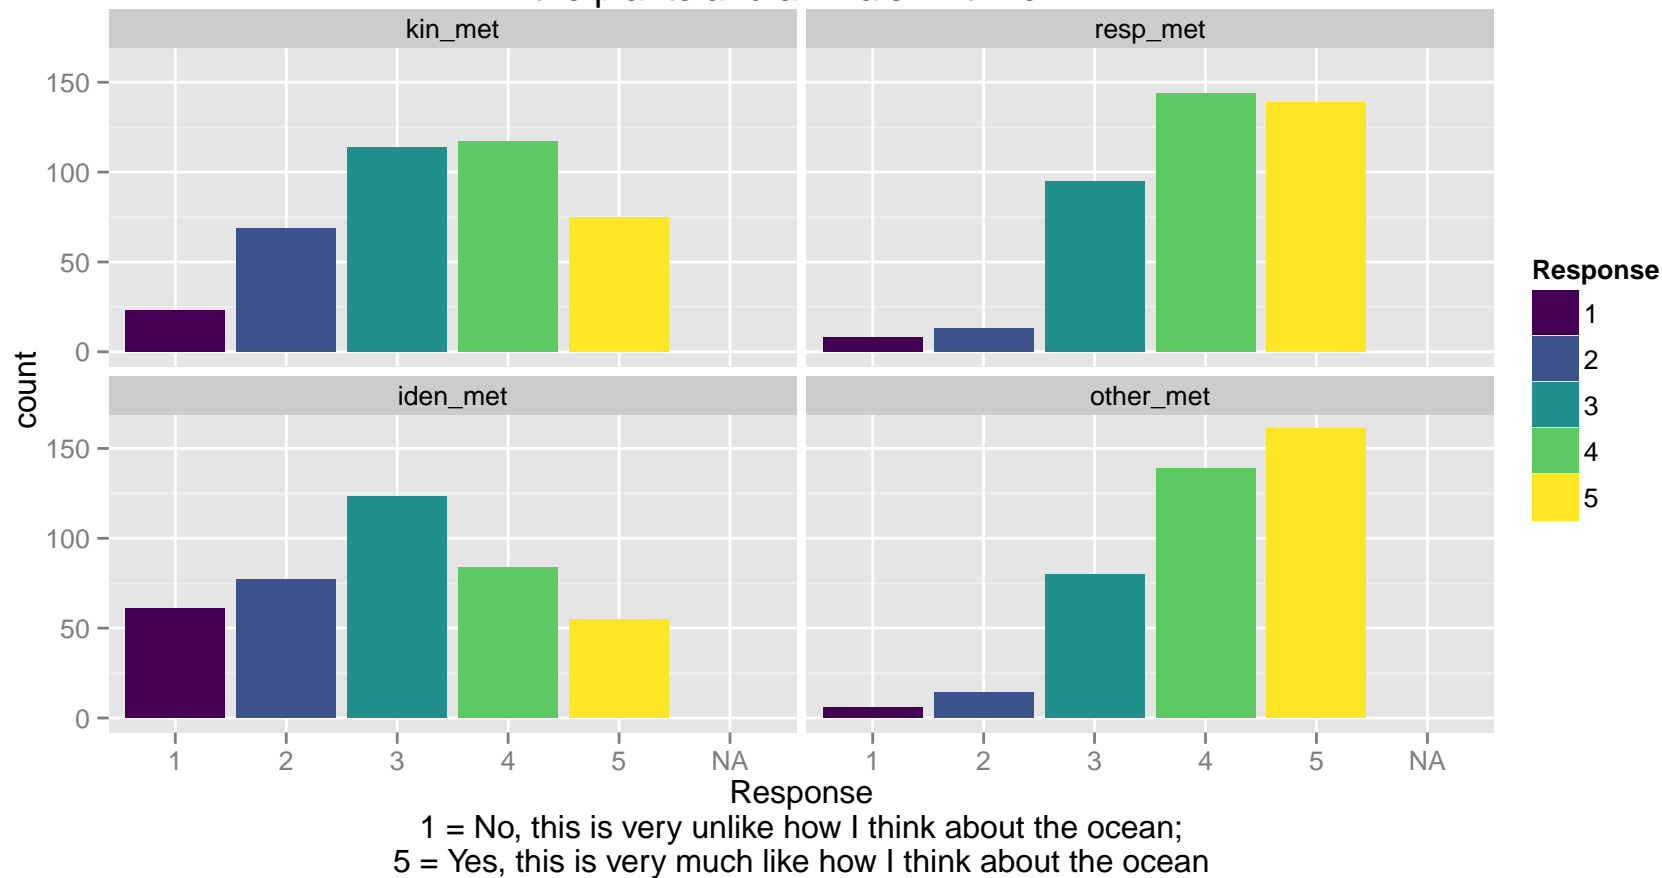 kin_met
resp_met
150
100
50
0
iden_met
other_met
150
100
50
0
count
1 2 3 4 5 NA
1 2 3 4 5 NA
Response
1 = No, this is very unlike how I think about the ocean;
5 = Yes, this is very much like how I think about the ocean
Response
1
2
3
4
5